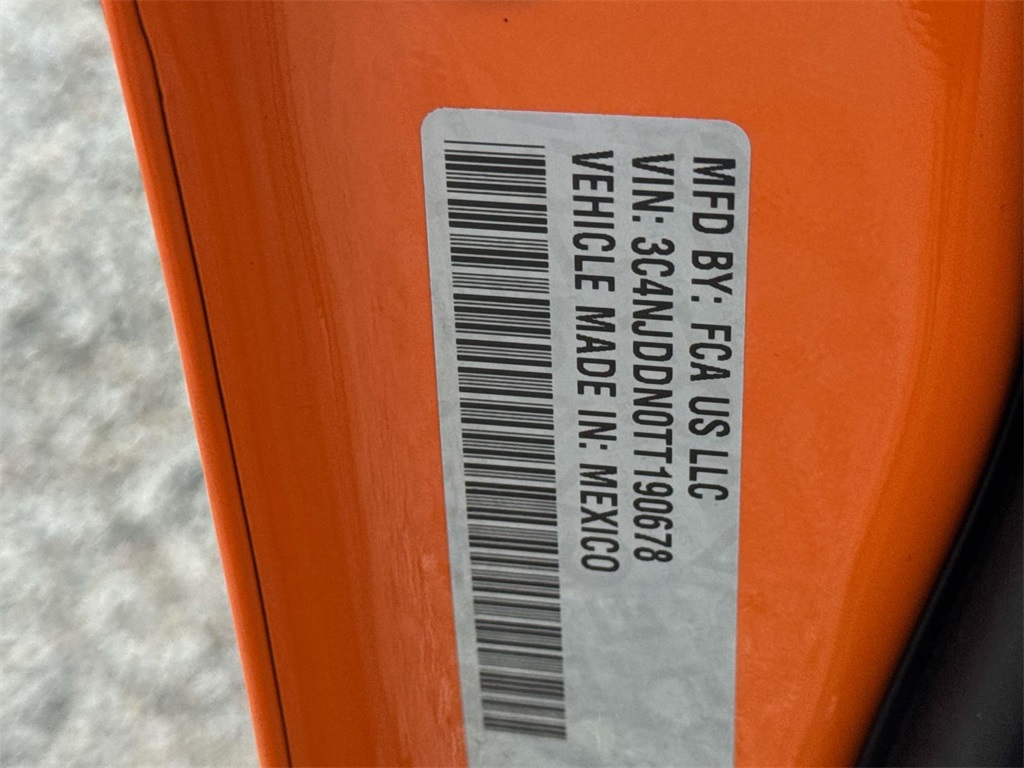 MFD BY: FCA US LLC
VIN: 3C4NJDDN0TT190678
VEHICLE MADE IN: MEXICO